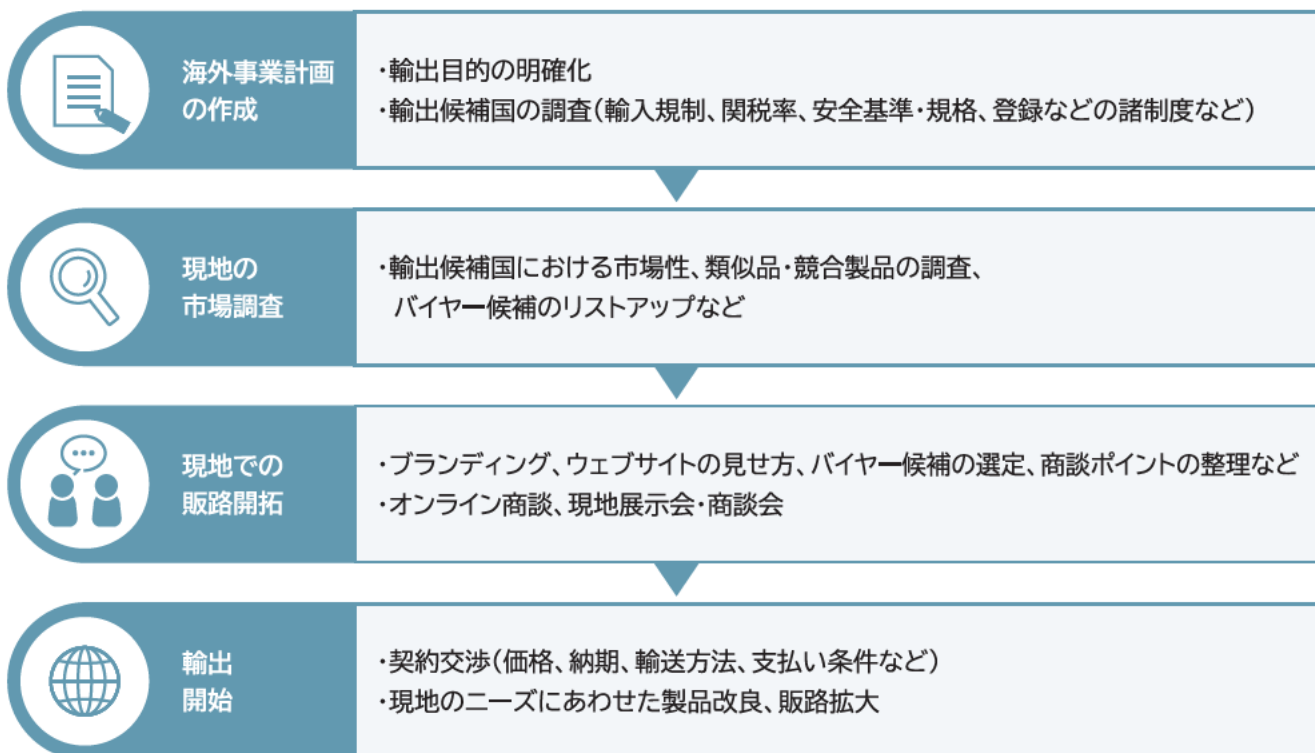 海外事業計画
の作成
・輸出目的の明確化
・輸出候補国の調査（輸入規制、関税率、安全基準・規格、登録などの諸制度など）
現地の
市場調査
・輸出候補国における市場性、類似品・競合製品の調査、
バイヤー候補のリストアップなど
現地での
販路開拓
・ブランディング、ウェブサイトの見せ方、バイヤー候補の選定、商談ポイントの整理など
・オンライン商談、現地展示会・商談会
輸出
開始
・契約交渉（価格、納期、輸送方法、支払い条件など）
・現地のニーズにあわせた製品改良、販路拡大